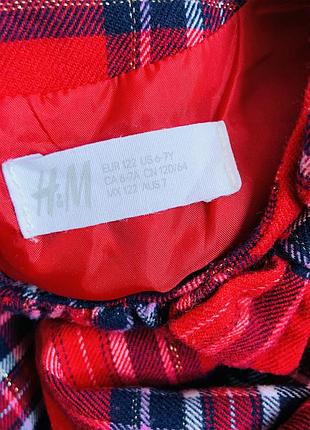 H&M
EUR 122 US 6-7Y
CA 6-7A CN 120/64
MX 122 AUS 7